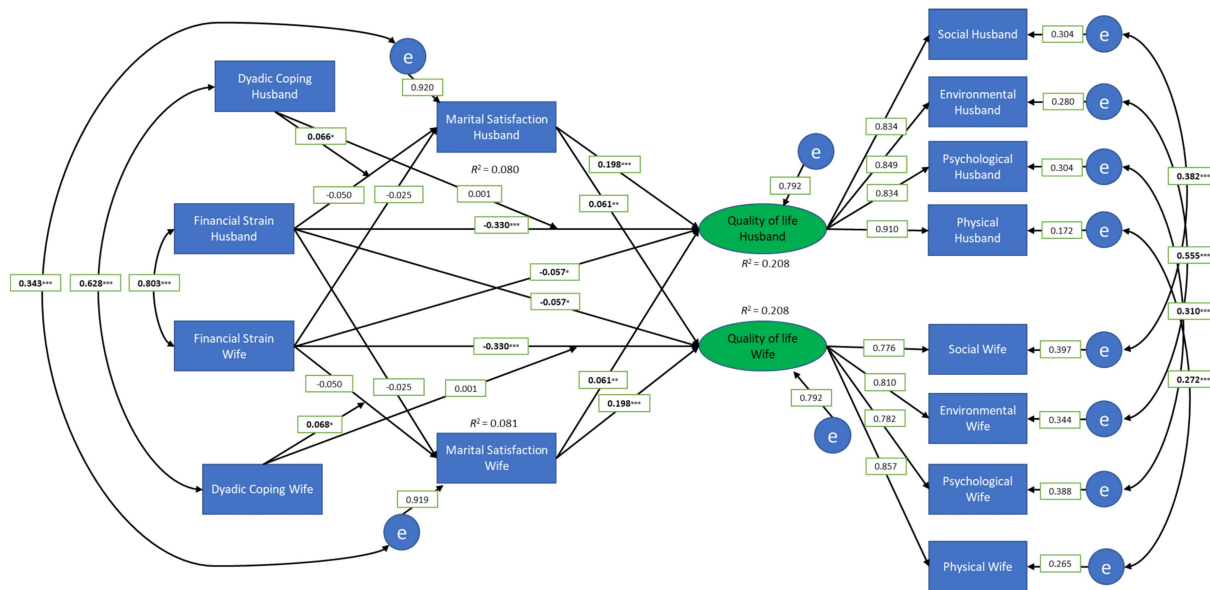 Social Husband
0.304
e
e
0.920
Dyadic Coping
Husband
Environmental
Husband
0.280
e
Marital Satisfaction
Husband
0.066*
0.834
0.849
0.834
0.910
e
0.198***
Psychological
Husband
0.304
e
R² = 0.080
-0.050
-0.025
0.001
0.061**
0.792
0.382***
Financial Strain
Husband
-0.330***
Quality of life
Husband
Physical
Husband
0.172
e
R² = 0.208
0.555***
0.343***
0.628***
0.803***
-0.057*
-0.057*
R² = 0.208
0.310***
Financial Strain
Wife
-0.330***
Quality of life
Wife
0.776
Social Wife
0.397
e
-0.050
0.001
-0.025
0.061**
0.198***
0.810
0.782
0.857
0.272***
0.792
e
Environmental
Wife
0.344
e
0.068*
R² = 0.081
Marital Satisfaction
Wife
Dyadic Coping Wife
Psychological
Wife
0.388
e
0.919
e
Physical Wife
0.265
e